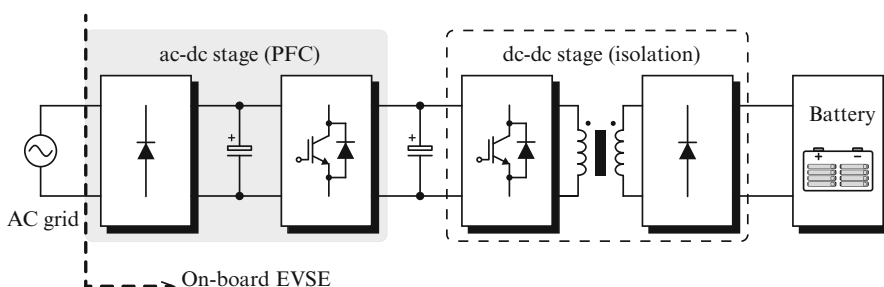 ac-dc stage (PFC)
dc-dc stage (isolation)
+
+
Battery
+ −
AC grid
On-board EVSE